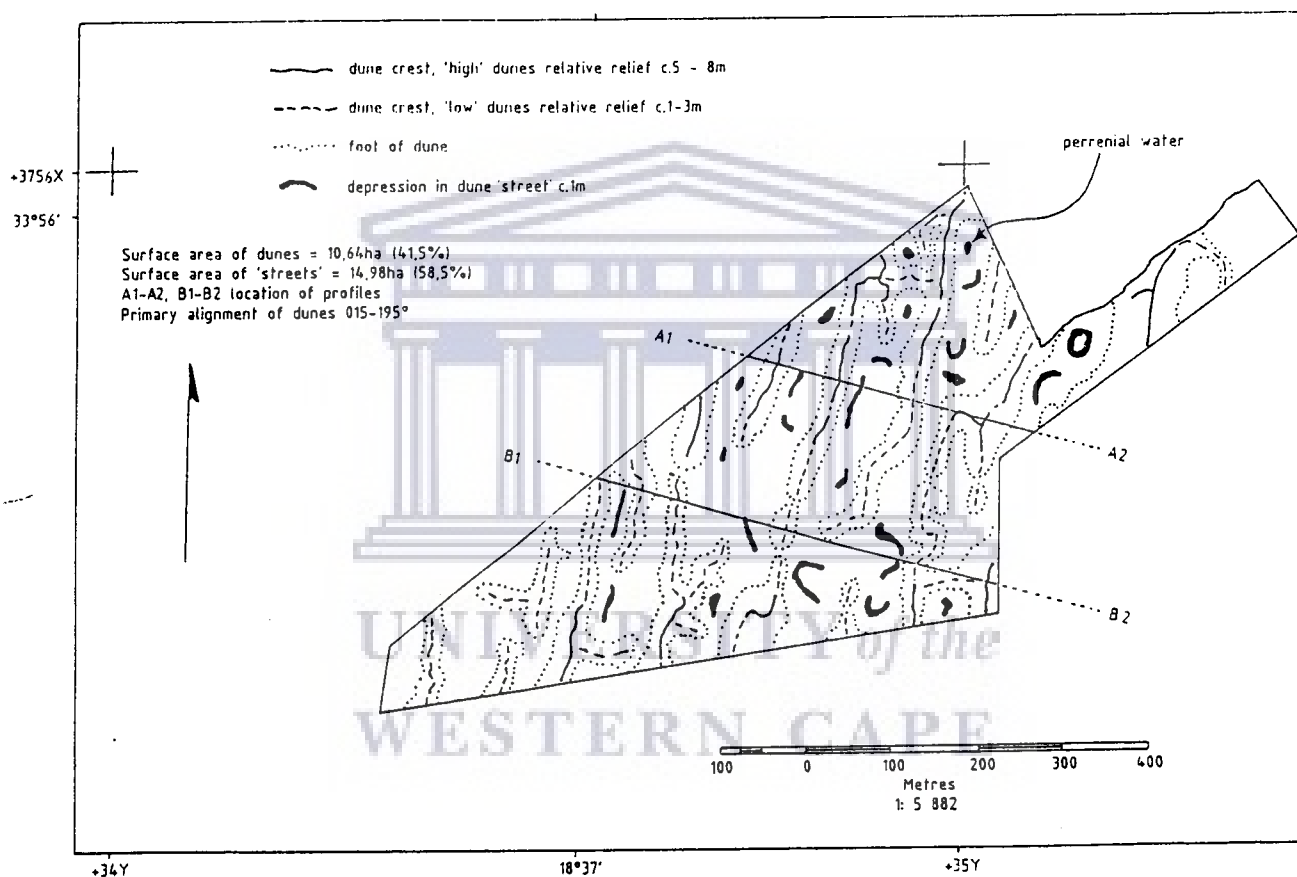 dune crest, 'high' dunes relative relief c.5 - 8m
dune crest, 'low' dunes relative relief c.1-3m
foot of dune
depression in dune 'street' c.1m
perrenial water
+3756X
33°56'
Surface area of dunes = 10,64ha (41,5%)
Surface area of 'streets' = 14,98ha (58,5%)
A1-A2, B1-B2 location of profiles
Primary alignment of dunes 015-195°
A1
A2
B1
B2
UNIVERSITY of the
WESTERN CAPE
100 0 100 200 300 400
Metres
1: 5 882
+34Y 18°37' +35Y